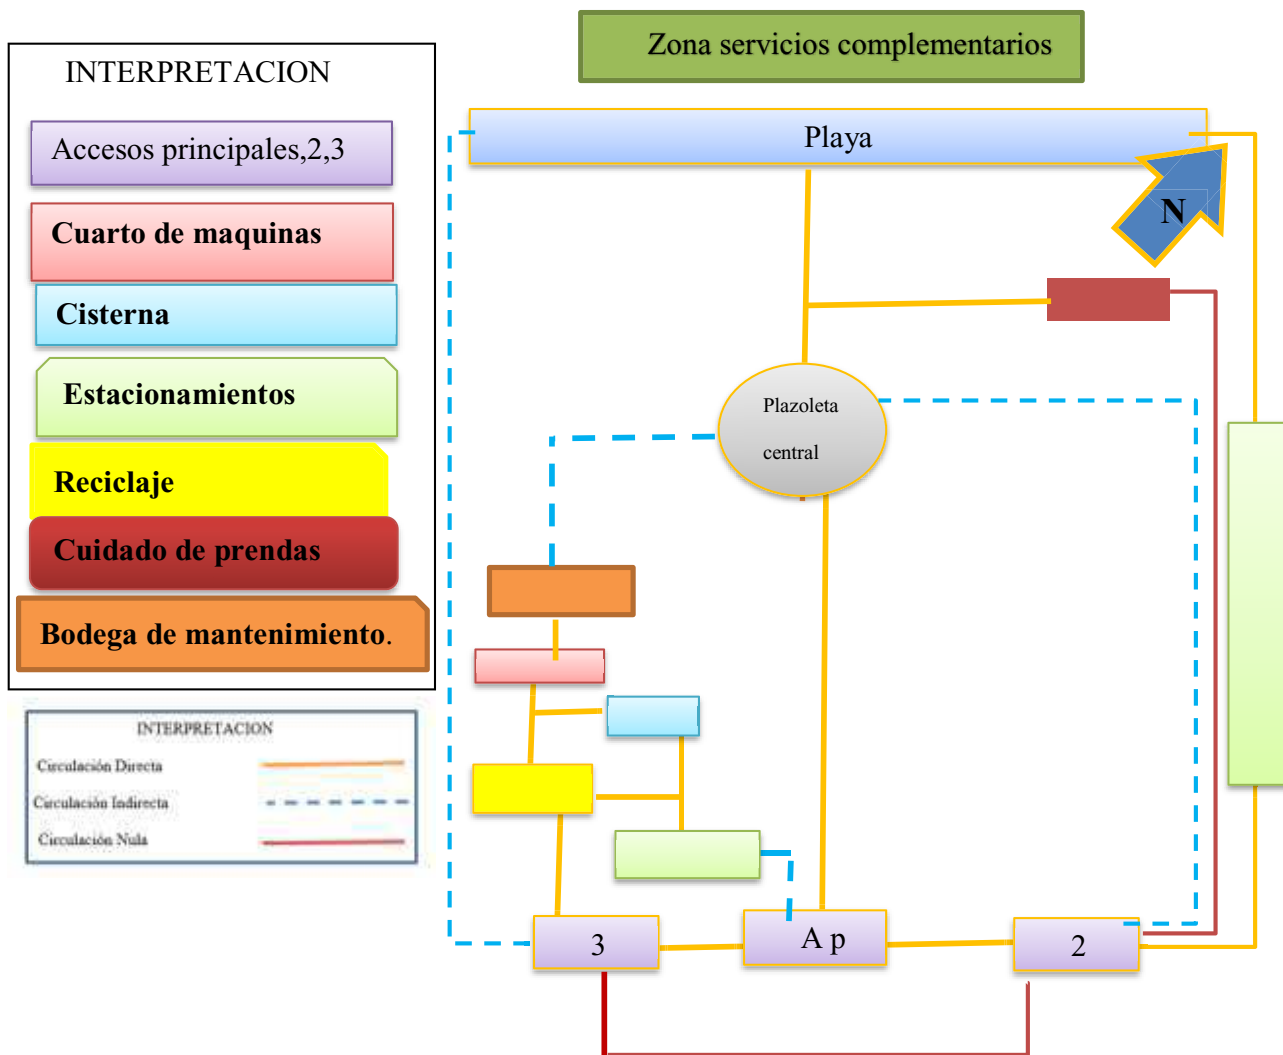 Zona servicios complementarios
INTERPRETACION
Accesos principales,2,3
Cuarto de maquinas
Cisterna
Estacionamientos
Reciclaje
Cuidado de prendas
Bodega de mantenimiento.
INTERPRETACION
Circulación Directa
Circulación Indirecta
Circulación Nula
Playa
N
Plazoleta
central
3
A p
2